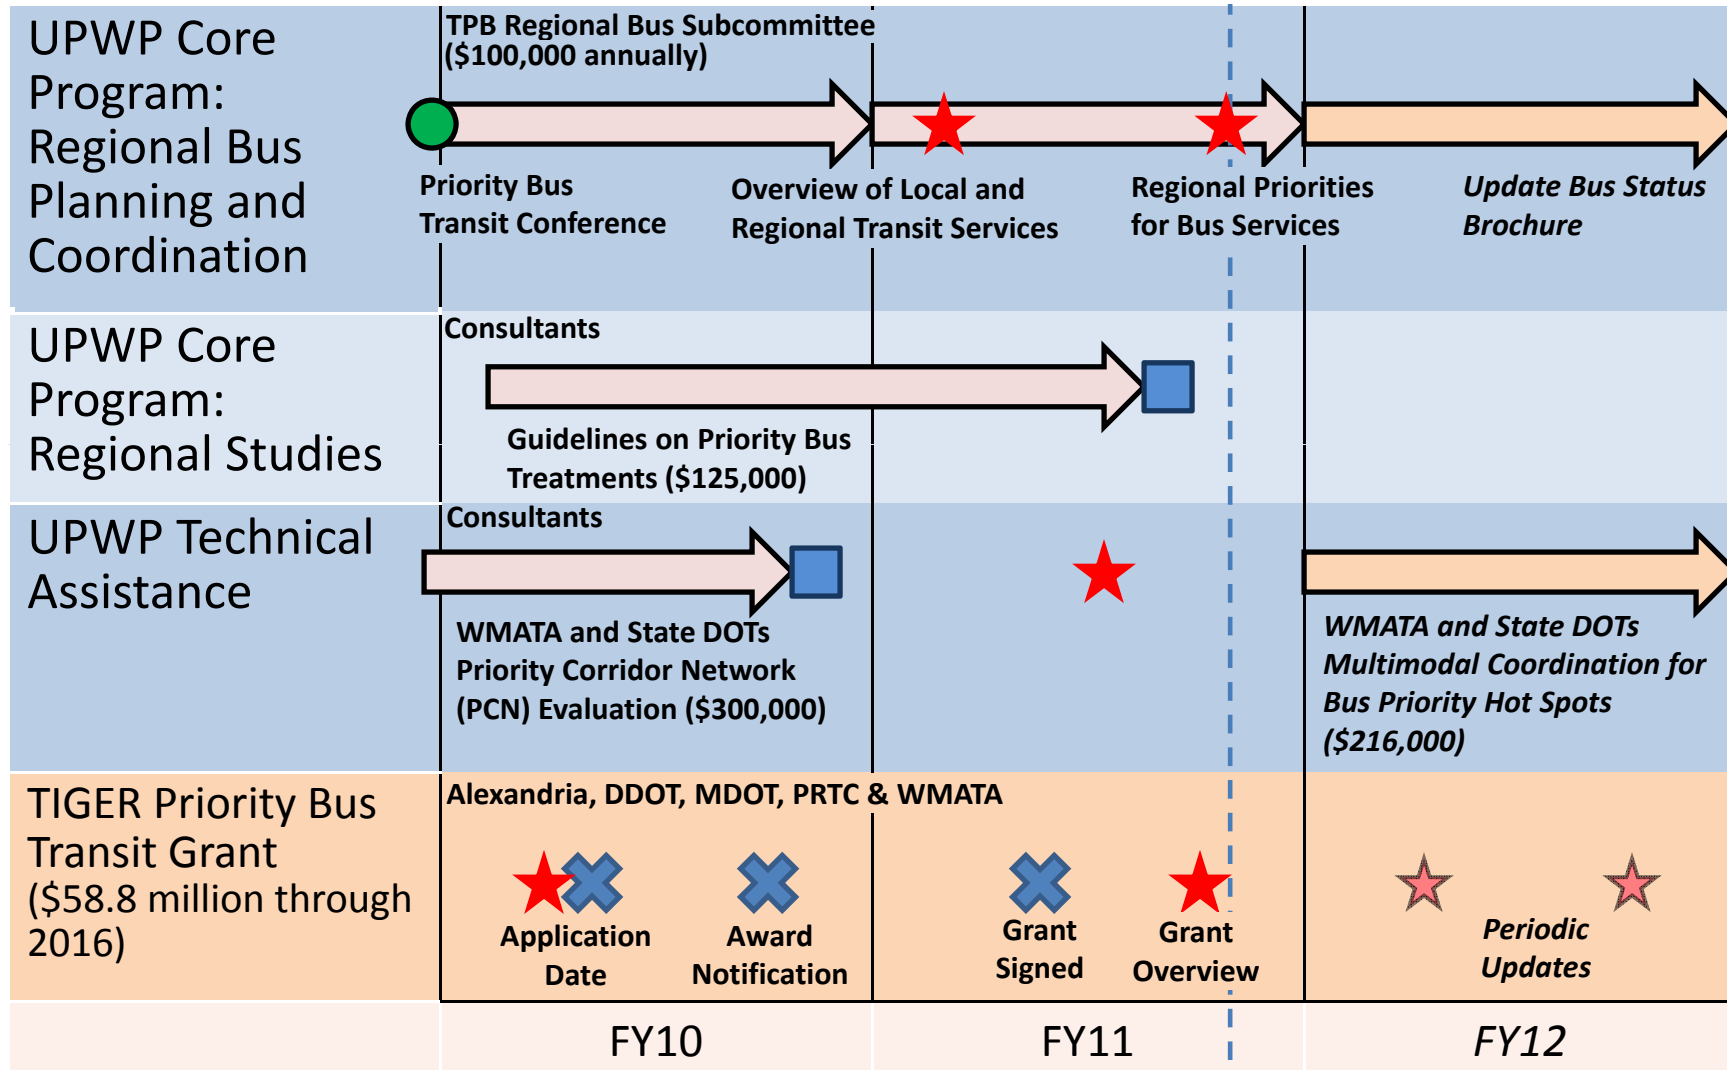 UPWP Core
Program:
Regional Bus
Planning and
Coordination
TPB Regional Bus Subcommittee
($100,000 annually)
Priority Bus
Transit Conference
Overview of Local and
Regional Transit Services
Regional Priorities
for Bus Services
Update Bus Status
Brochure
UPWP Core
Program:
Regional Studies
Consultants
Guidelines on Priority Bus
Treatments ($125,000)
UPWP Technical
Assistance
Consultants
WMATA and State DOTs
Priority Corridor Network
(PCN) Evaluation ($300,000)
WMATA and State DOTs
Multimodal Coordination for
Bus Priority Hot Spots
($216,000)
TIGER Priority Bus
Transit Grant
($58.8 million through
2016)
Alexandria, DDOT, MDOT, PRTC & WMATA
Application
Date
Award
Notification
Grant
Signed
Grant
Overview
Periodic
Updates
FY10
FY11
FY12